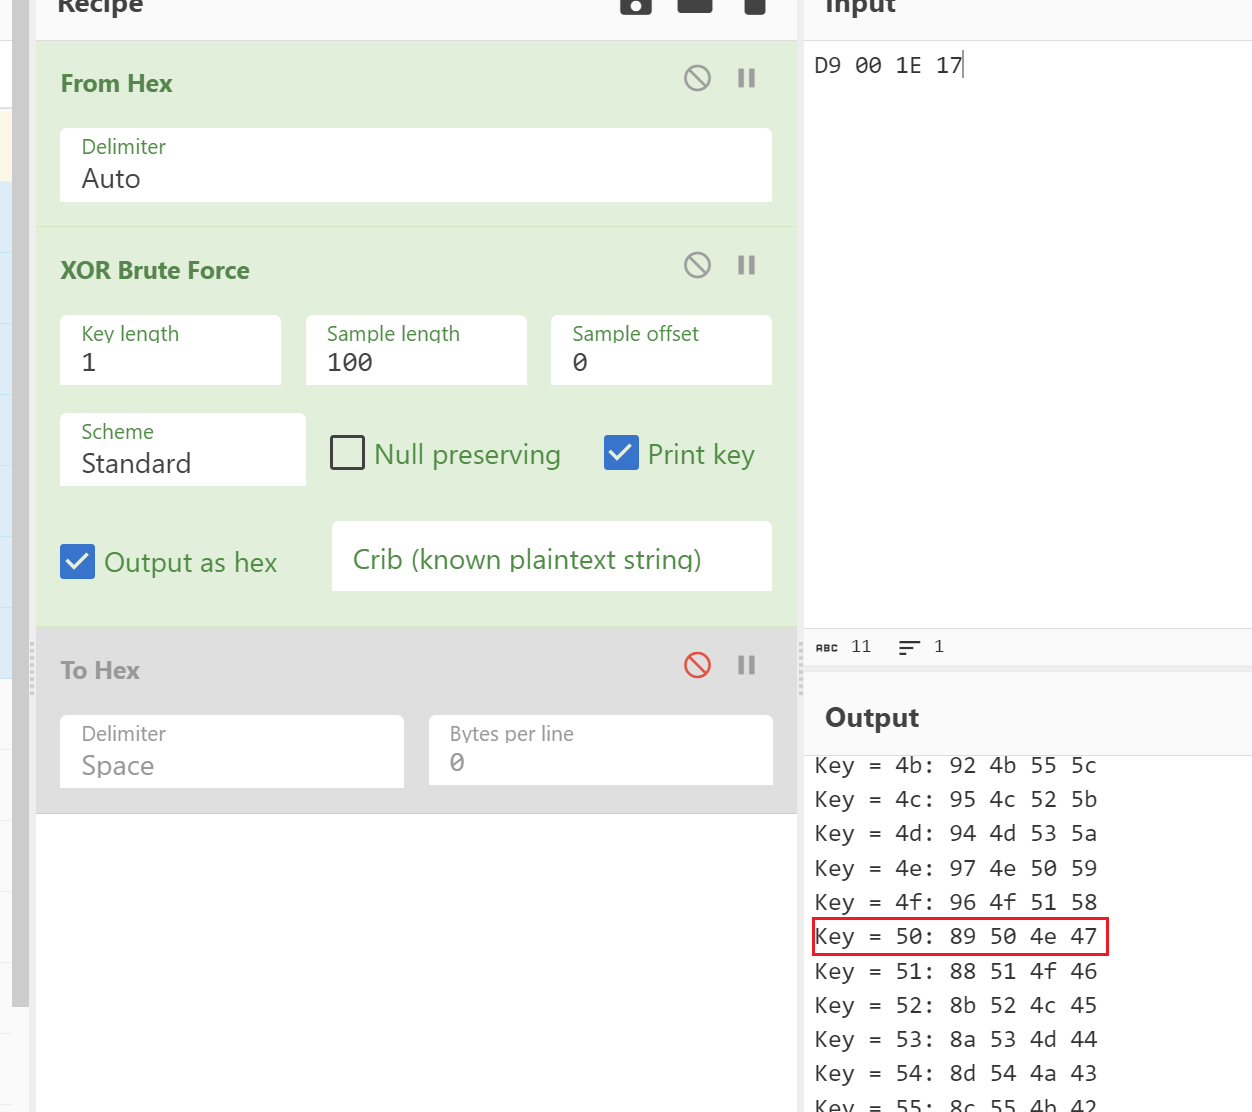 Recipe
From Hex
Delimiter
Auto
XOR Brute Force
Key length
1
Sample length
100
Sample offset
0
Scheme
Standard
Null preserving
Print key
Output as hex
Crib (known plaintext string)
To Hex
Delimiter
Space
Bytes per line
0
Input
D9 00 1E 17
ABC 11 1
Output
Key = 4b: 92 4b 55 5c
Key = 4c: 95 4c 52 5b
Key = 4d: 94 4d 53 5a
Key = 4e: 97 4e 50 59
Key = 4f: 96 4f 51 58
Key = 50: 89 50 4e 47
Key = 51: 88 51 4f 46
Key = 52: 8b 52 4c 45
Key = 53: 8a 53 4d 44
Key = 54: 8d 54 4a 43
Key = 55: 8c 55 4b 42